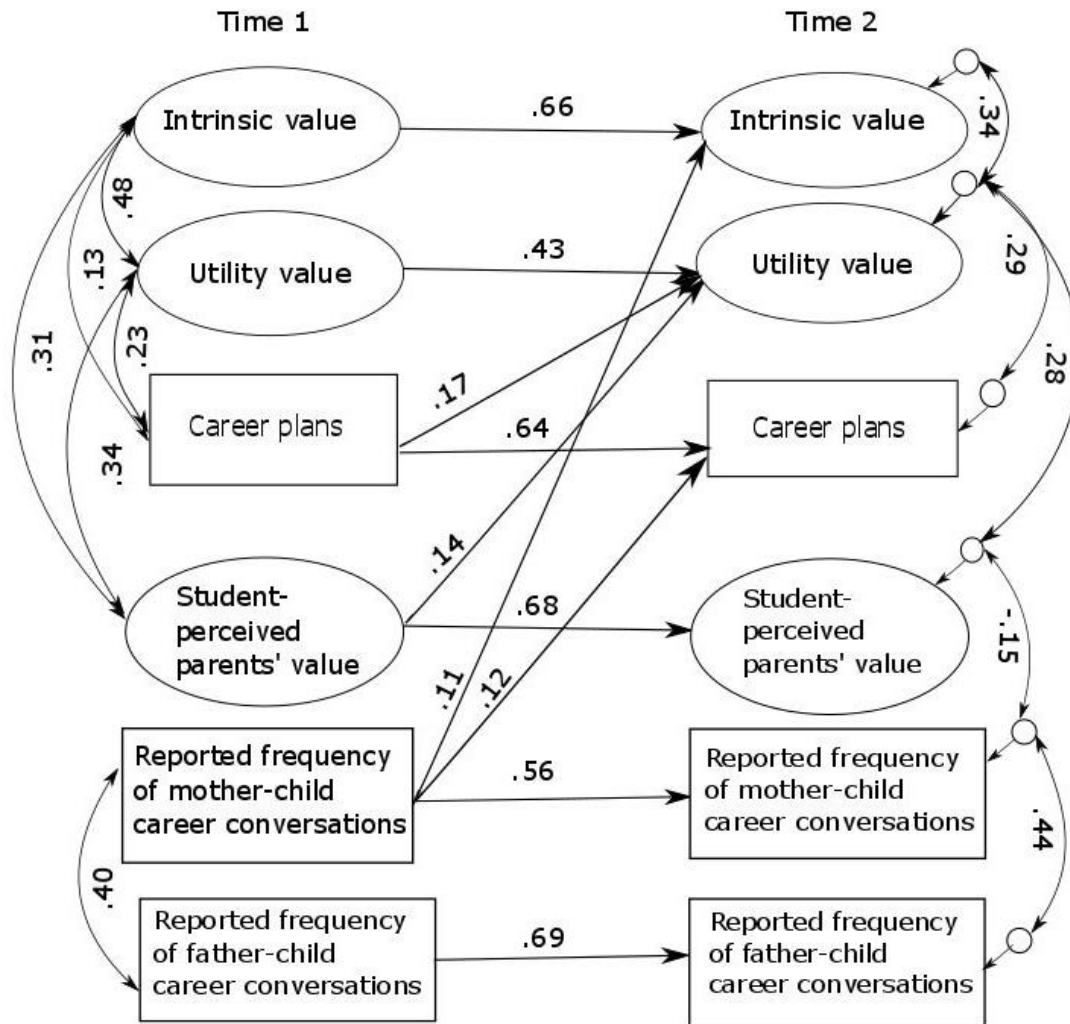 Time 1
Time 2
Intrinsic value
.66
Intrinsic value
.34
.48
Utility value
.43
Utility value
.13
.29
.31
.23
.28
Career plans
.17
.64
Career plans
.34
.14
Student-
perceived
parents' value
.68
Student-
perceived
parents' value
-.15
.11
.12
Reported frequency
of mother-child
career conversations
.56
Reported frequency
of mother-child
career conversations
.44
.40
Reported frequency
of father-child
career conversations
.69
Reported frequency
of father-child
career conversations